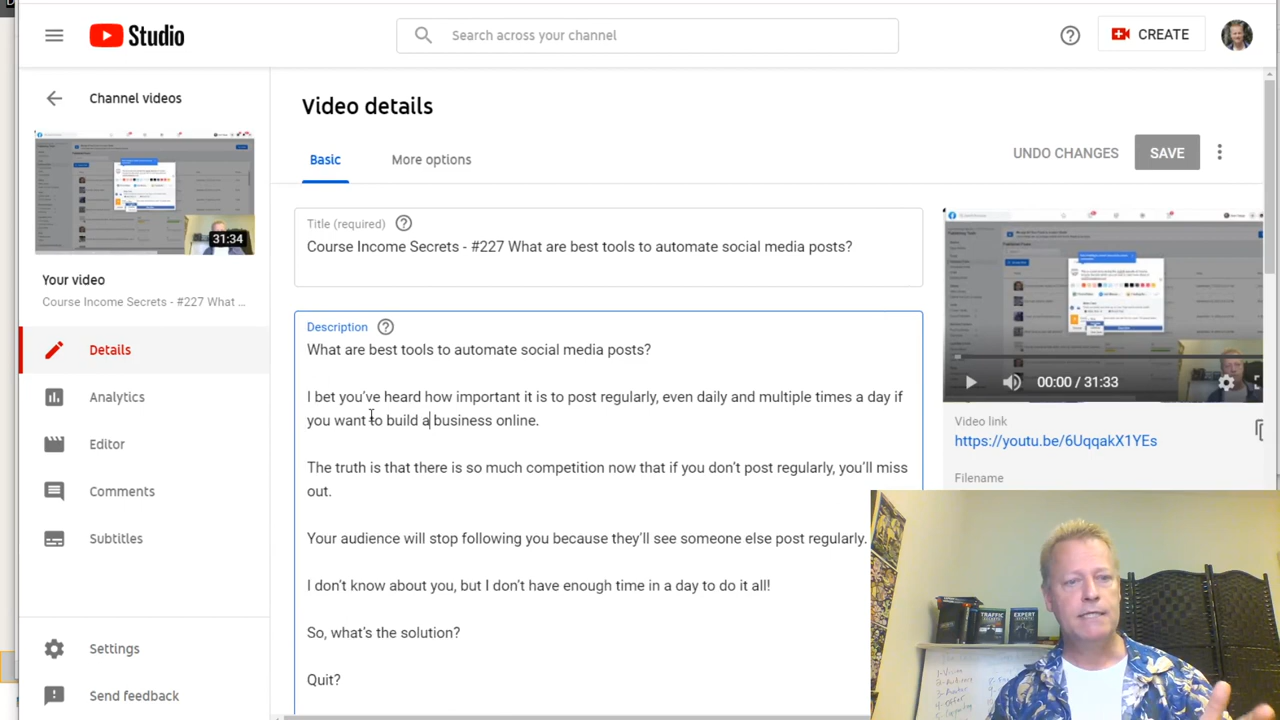 Studio
Search across your channel
CREATE
Channel videos
Video details
UNDO CHANGES
SAVE
Basic
More options
31:34
Your video
Course Income Secrets - #227 What ...
Details
Analytics
Editor
Comments
Subtitles
Settings
Send feedback
Title (required)
Course Income Secrets - #227 What are best tools to automate social media posts?
Description
What are best tools to automate social media posts?
I bet you've heard how important it is to post regularly, even daily and multiple times a day if
you want to build a business online.
The truth is that there is so much competition now that if you don't post regularly, you'll miss
out.
Your audience will stop following you because they'll see someone else post regularly.
I don't know about you, but I don't have enough time in a day to do it all!
So, what's the solution?
Quit?
00:00 / 31:33
Video link
https://youtu.be/6UqqakX1YEs
Filename
TRAFFIC
SECRETS
EXPERT
SECRETS